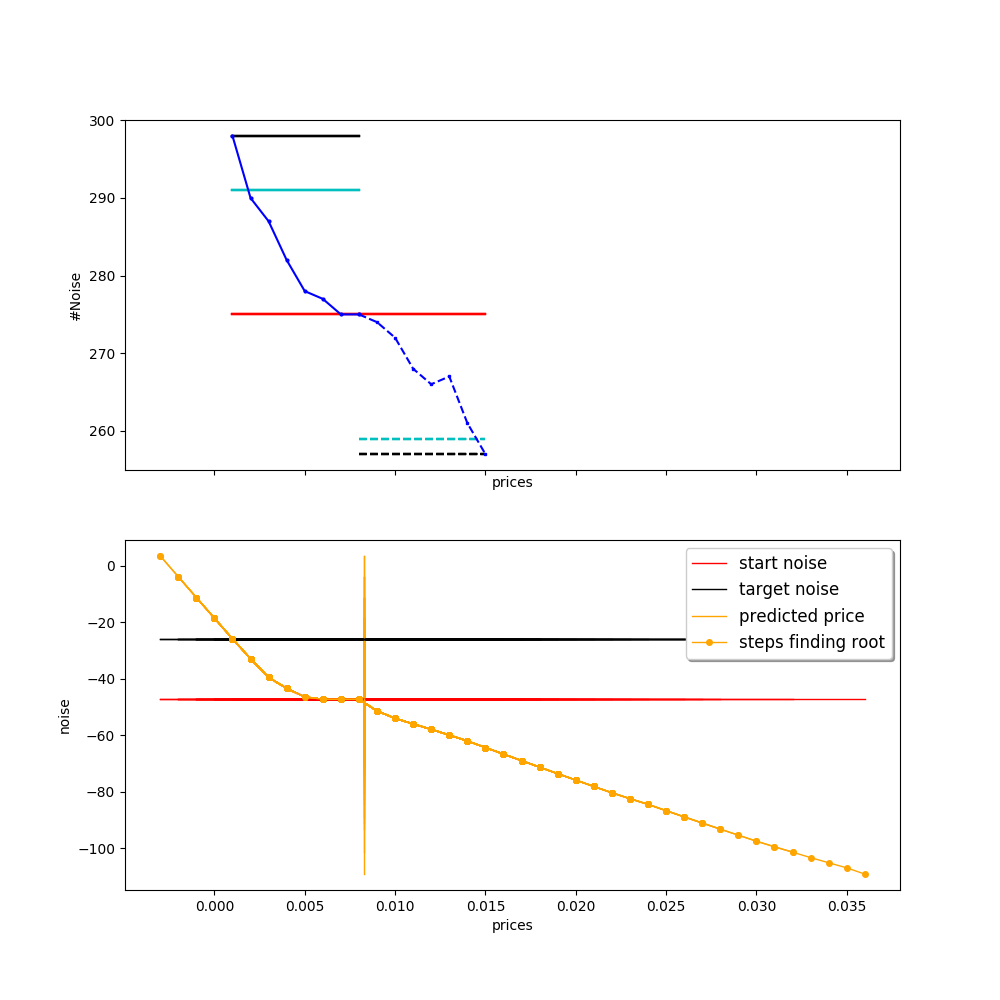 300
290
280
270
260
#Noise
prices
0
−20
−40
−60
−80
−100
noise
start noise
target noise
predicted price
steps finding root
0.000 0.005 0.010 0.015 0.020 0.025 0.030 0.035
prices